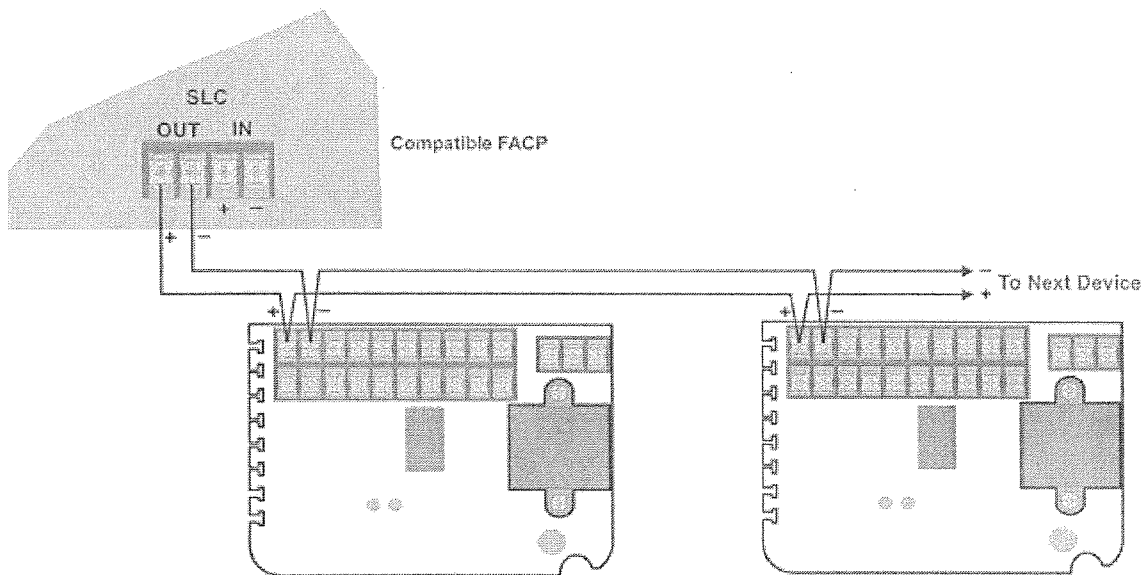 SLC
OUT IN
Compatible FACP
+ −
+ −
−
To Next Device
+
+ −
+ −